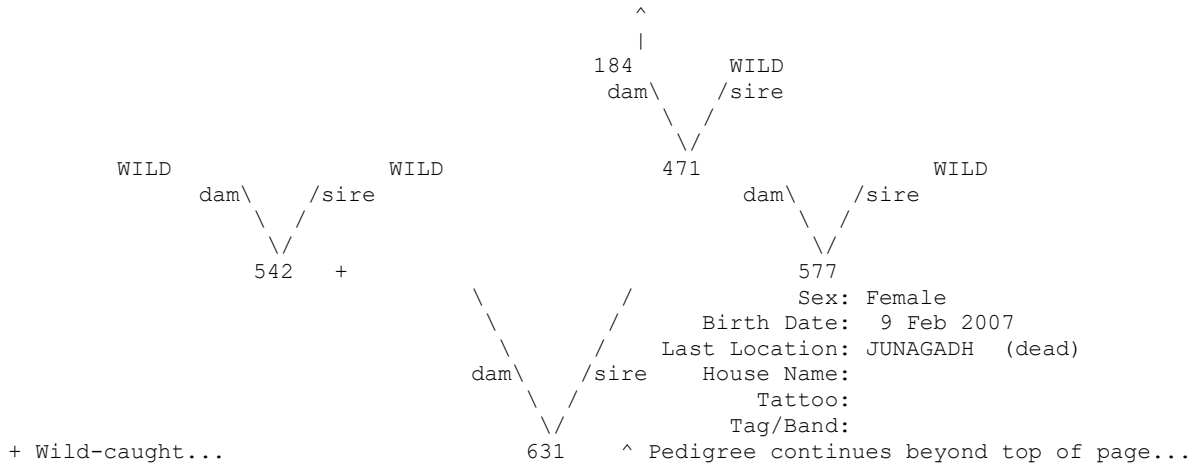 ^
|
184 WILD
dam\ /sire
\ /
\/
WILD WILD 471 WILD
dam\ /sire dam\ /sire
\ / \ /
\/ \/
542 + 577
\ / Sex: Female
\ / Birth Date: 9 Feb 2007
\ / Last Location: JUNAGADH (dead)
dam\ /sire House Name:
\ / Tattoo:
\/ Tag/Band:
+ Wild-caught... 631 ^ Pedigree continues beyond top of page...